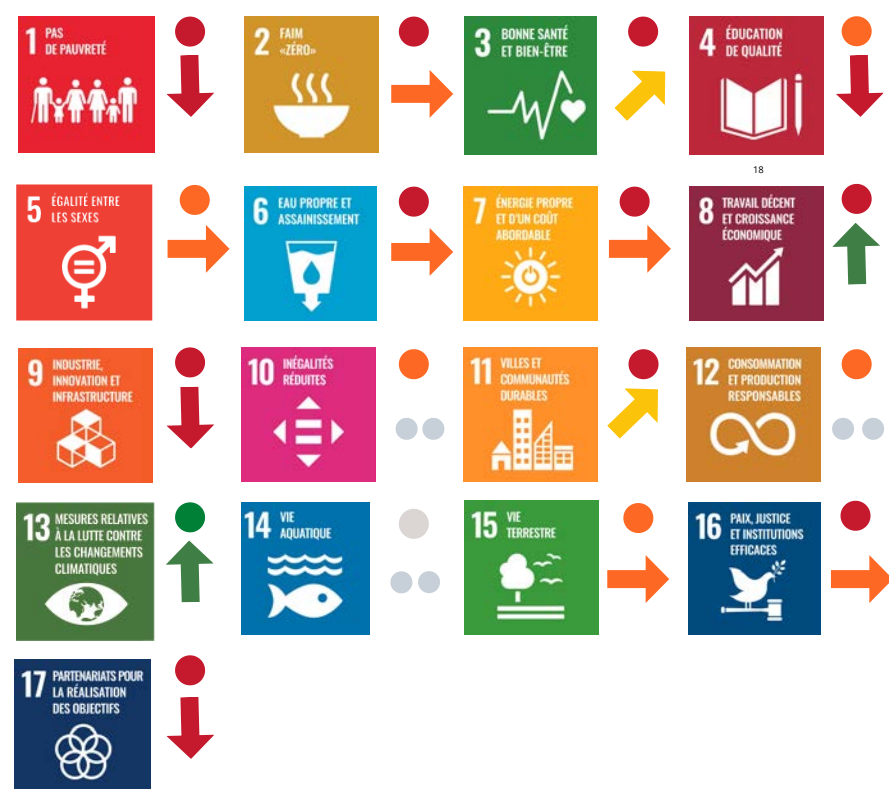 1 PAS
DE PAUVRETÉ
2 FAIM
«ZÉRO»
3 BONNE SANTÉ
ET BIEN-ÊTRE
4 ÉDUCATION
DE QUALITÉ
18
5 ÉGALITÉ ENTRE
LES SEXES
6 EAU PROPRE ET
ASSAINISSEMENT
7 ÉNERGIE PROPRE
ET D'UN COÛT
ABORDABLE
8 TRAVAIL DÉCENT
ET CROISSANCE
ÉCONOMIQUE
9 INDUSTRIE,
INNOVATION ET
INFRASTRUCTURE
10 INÉGALITÉS
RÉDUITES
11 VILLES ET
COMMUNAUTÉS
DURABLES
12 CONSOMMATION
ET PRODUCTION
RESPONSABLES
13 MESURES RELATIVES
À LA LUTTE CONTRE
LES CHANGEMENTS
CLIMATIQUES
14 VIE
AQUATIQUE
15 VIE
TERRESTRE
16 PAIX, JUSTICE
ET INSTITUTIONS
EFFICACES
17 PARTENARIATS POUR
LA RÉALISATION
DES OBJECTIFS